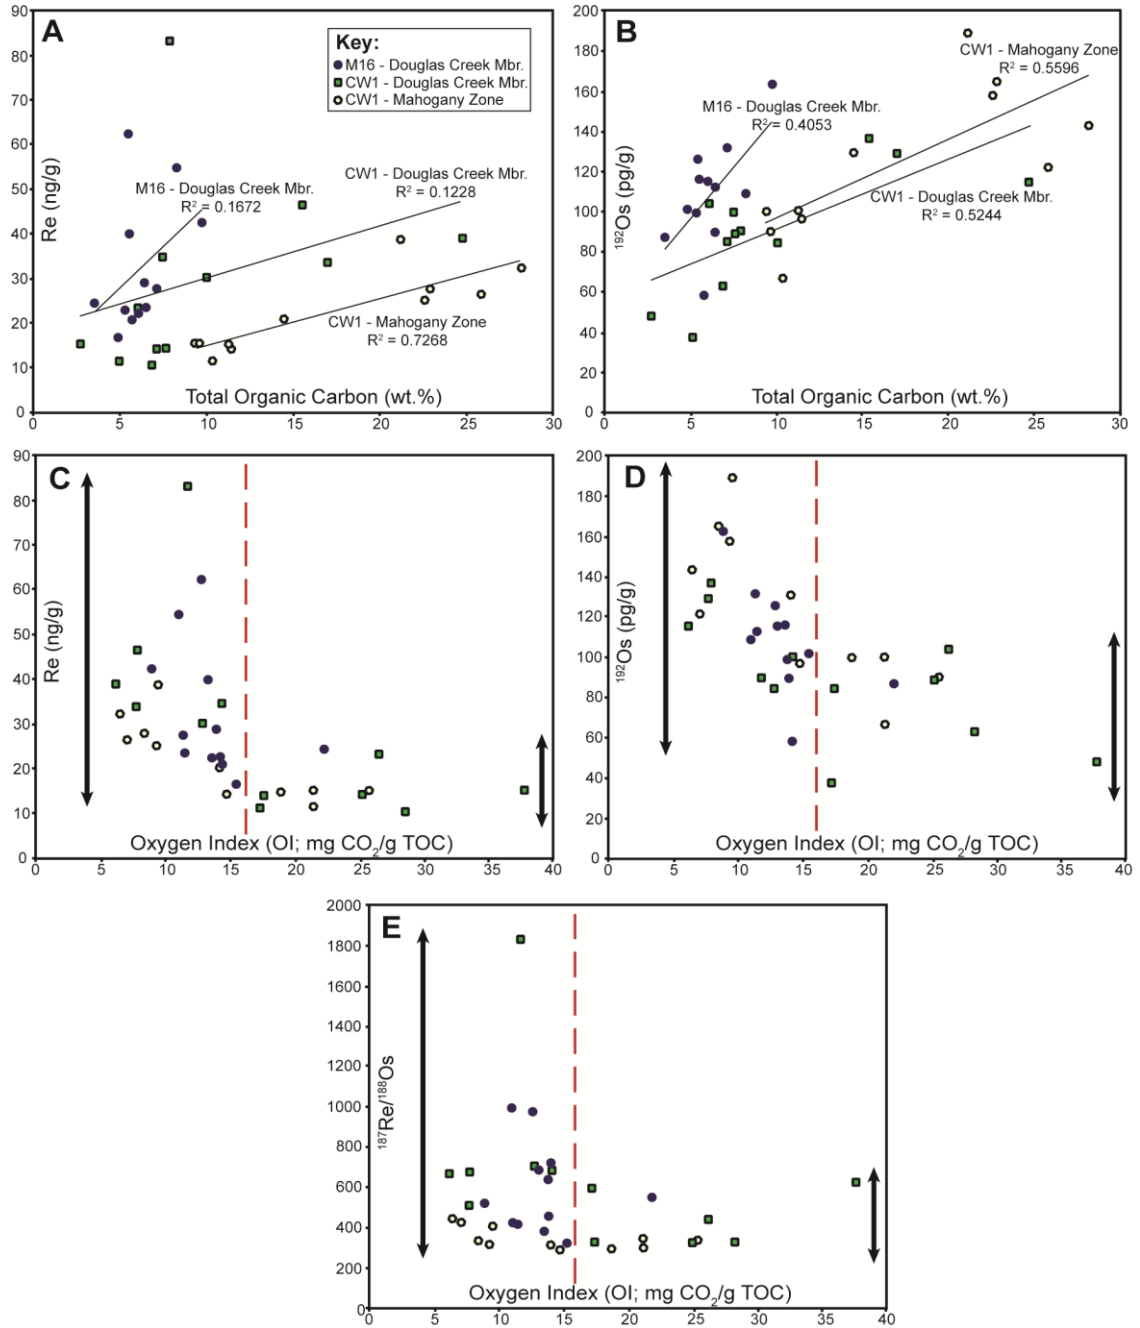 A
Key:
M16 - Douglas Creek Mbr.
CW1 - Douglas Creek Mbr.
CW1 - Mahogany Zone
M16 - Douglas Creek Mbr.
R² = 0.1672
CW1 - Douglas Creek Mbr.
R² = 0.1228
CW1 - Mahogany Zone
R² = 0.7268
Re (ng/g)
90
80
70
60
50
40
30
20
10
0
Total Organic Carbon (wt.%)
5
10
15
20
25
30
B
CW1 - Mahogany Zone
R² = 0.5596
M16 - Douglas Creek Mbr.
R² = 0.4053
CW1 - Douglas Creek Mbr.
R² = 0.5244
¹⁹²Os (pg/g)
200
180
160
140
120
100
80
60
40
20
0
Total Organic Carbon (wt.%)
5
10
15
20
25
30
C
Re (ng/g)
90
80
70
60
50
40
30
20
10
0
Oxygen Index (OI; mg CO₂/g TOC)
0
5
10
15
20
25
30
35
40
D
¹⁹²Os (pg/g)
200
180
160
140
120
100
80
60
40
20
0
Oxygen Index (OI; mg CO₂/g TOC)
0
5
10
15
20
25
30
35
40
E
¹⁸⁷Re/¹⁸⁸Os
2000
1800
1600
1400
1200
1000
800
600
400
200
0
Oxygen Index (OI; mg CO₂/g TOC)
0
5
10
15
20
25
30
35
40